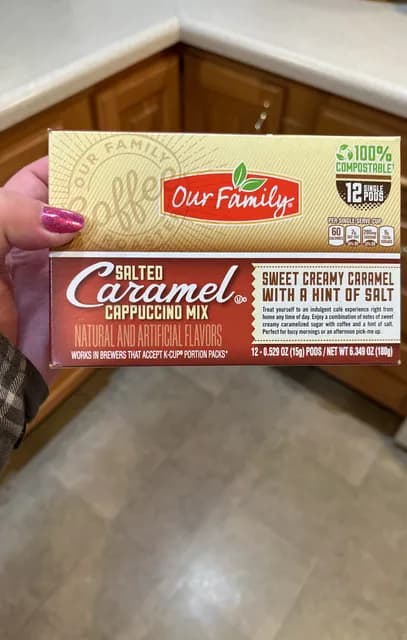 OUR FAMILY
Coffee
ROASTERS
Our Family®
100%
COMPOSTABLE
12 SINGLE
PODS
PER SINGLE SERVE CUP
60
CALORIES
SALTED
Caramel
CAPPUCCINO MIX
NATURAL AND ARTIFICIAL FLAVORS
WORKS IN BREWERS THAT ACCEPT K-CUP® PORTION PACKS*
SWEET CREAMY CARAMEL
WITH A HINT OF SALT
Treat yourself to an indulgent café experience right from
home any time of day. Enjoy a combination of notes of sweet
creamy caramelized sugar with coffee and a hint of salt.
Perfect for busy mornings or an afternoon pick-me up.
12 - 0.529 OZ (15g) PODS / NET WT 6.349 OZ (180g)